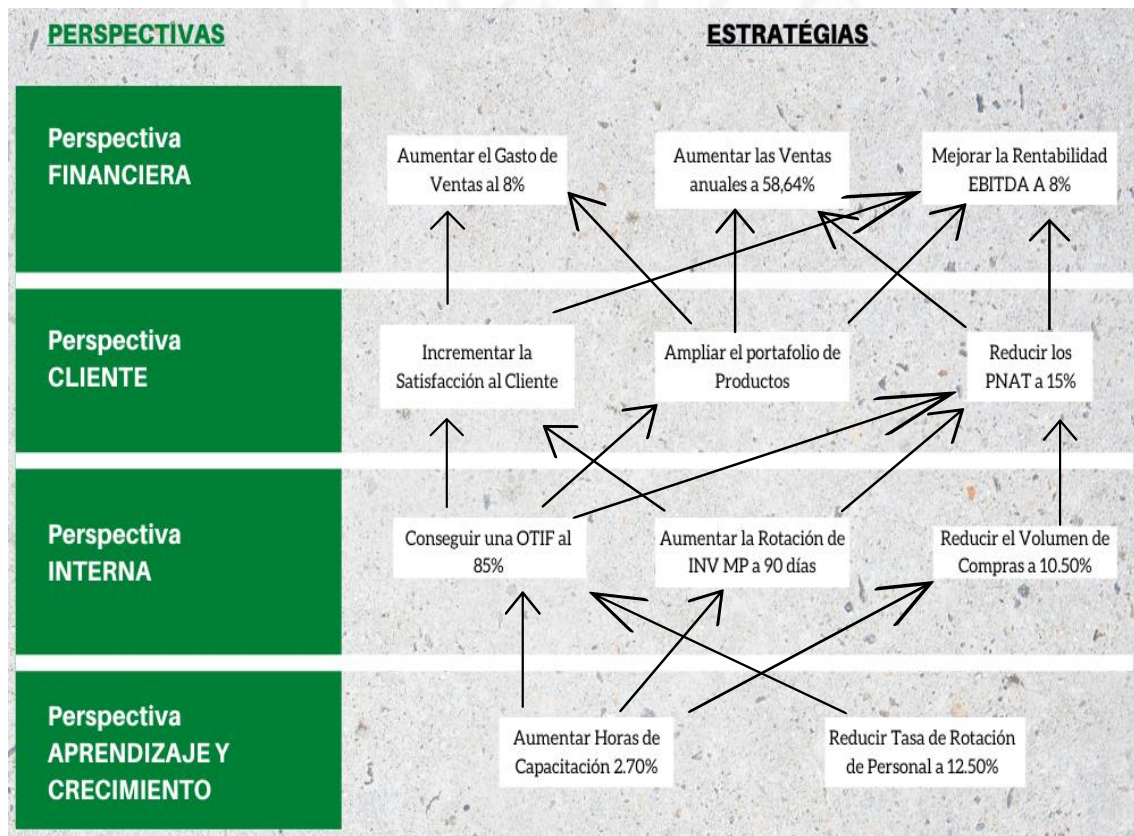 PERSPECTIVAS
ESTRATÉGIAS
Perspectiva
FINANCIERA
Aumentar el Gasto de
Ventas al 8%
Aumentar las Ventas
anuales a 58,64%
Mejorar la Rentabilidad
EBITDA A 8%
Perspectiva
CLIENTE
Incrementar la
Satisfacción al Cliente
Ampliar el portafolio de
Productos
Reducir los
PNAT a 15%
Perspectiva
INTERNA
Conseguir una OTIF al
85%
Aumentar la Rotación de
INV MP a 90 días
Reducir el Volumen de
Compras a 10.50%
Perspectiva
APRENDIZAJE Y
CRECIMIENTO
Aumentar Horas de
Capacitación 2.70%
Reducir Tasa de Rotación
de Personal a 12.50%